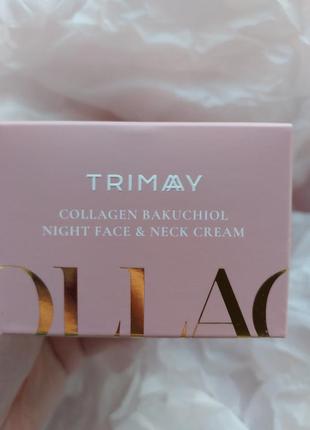 TRIMAY
COLLAGEN BAKUCHIOL
NIGHT FACE & NECK CREAM
OLLAG